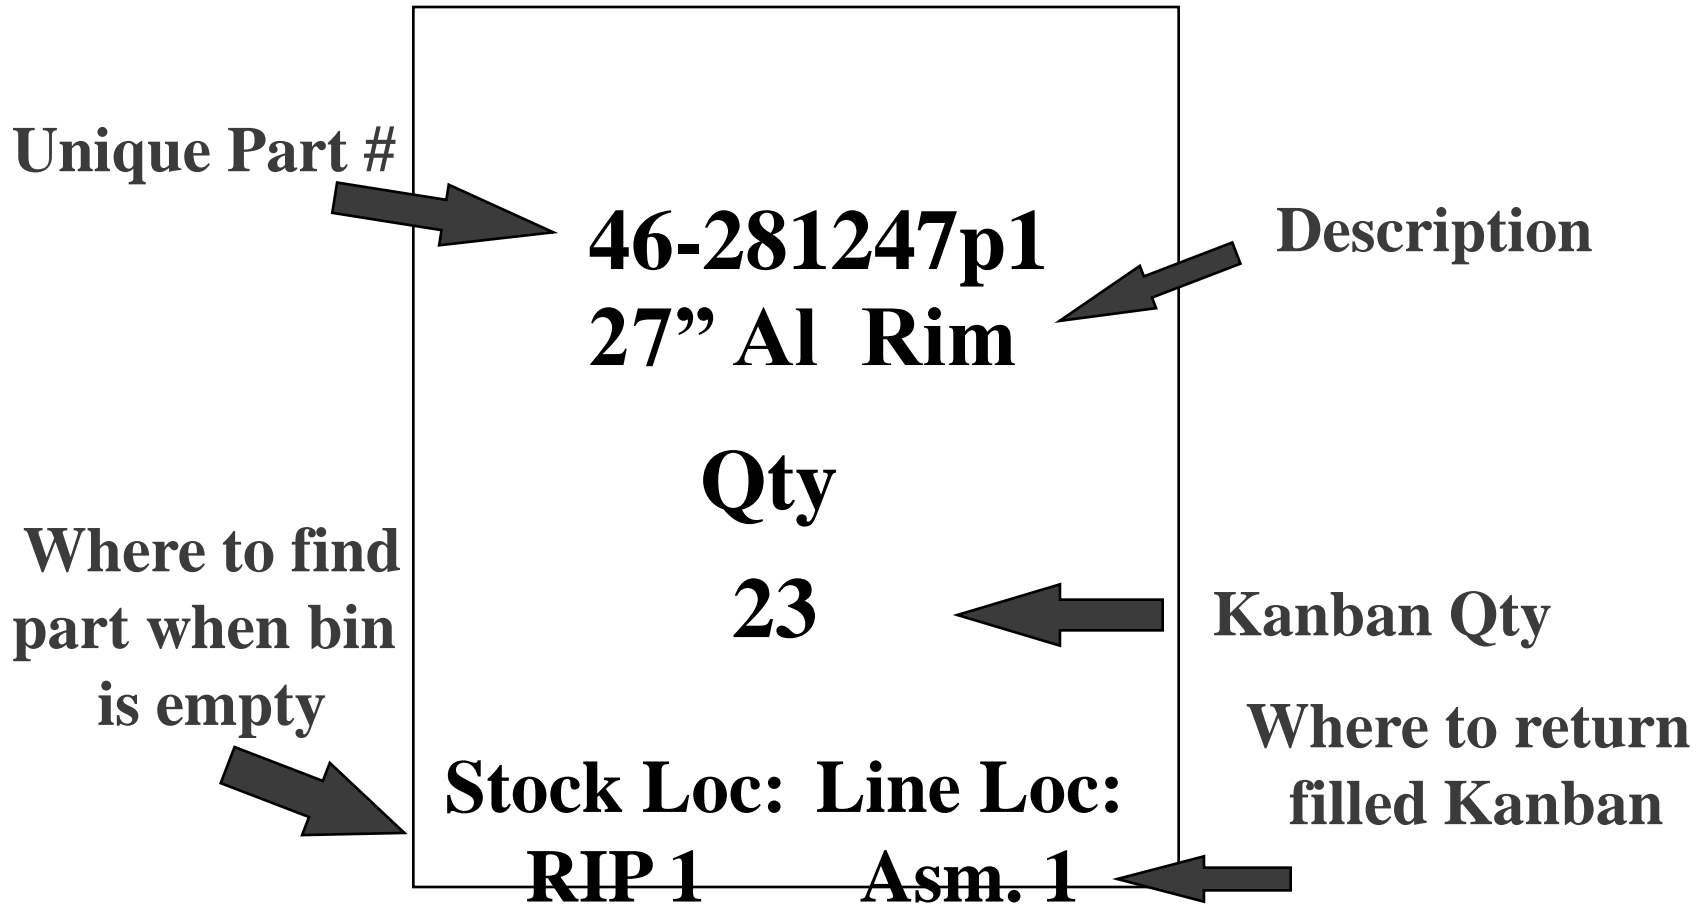 Unique Part #
46-281247p1
Description
27” Al Rim
Qty
Where to find
part when bin
is empty
23
Kanban Qty
Where to return
filled Kanban
Stock Loc: Line Loc:
RIP 1 Asm. 1